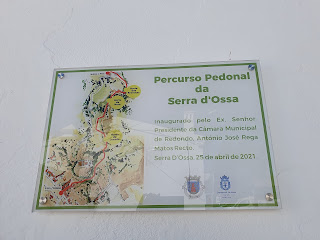 Percurso Pedonal
da
Serra d'Ossa
Inaugurado pelo Ex. Senhor
Presidente da Câmara Municipal
de Redondo, António José Rega
Matos Recto.
Serra D'Ossa, 25 de abril de 2021